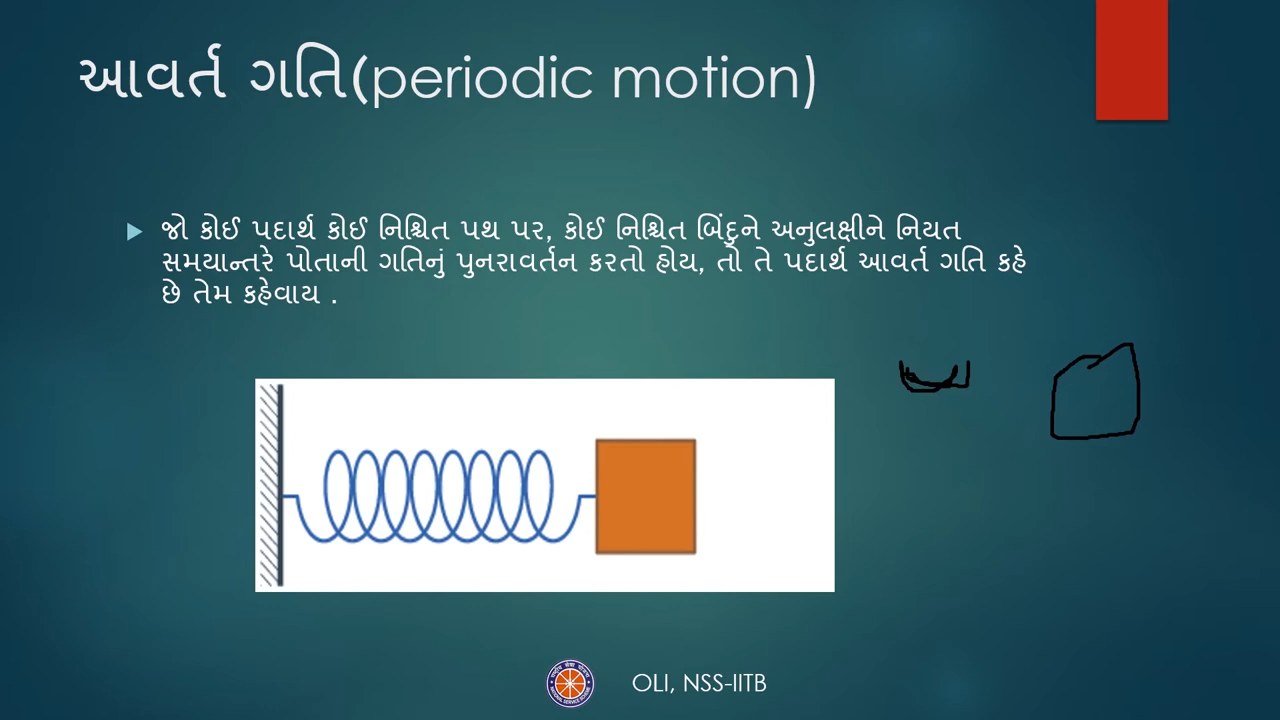 આવર્ત ગતિ(periodic motion)
જો કોઈ પદાર્થ કોઈ નિશ્ચિત પથ પર, કોઈ નિશ્ચિત બિંદુને અનુલક્ષીને નિયત
સમયાન્તરે પોતાની ગતિનું પુનરાવર્તન કરતો હોય, તો તે પદાર્થ આવર્ત ગતિ કહે
છે તેમ કહેવાય .
OLI, NSS-IITB